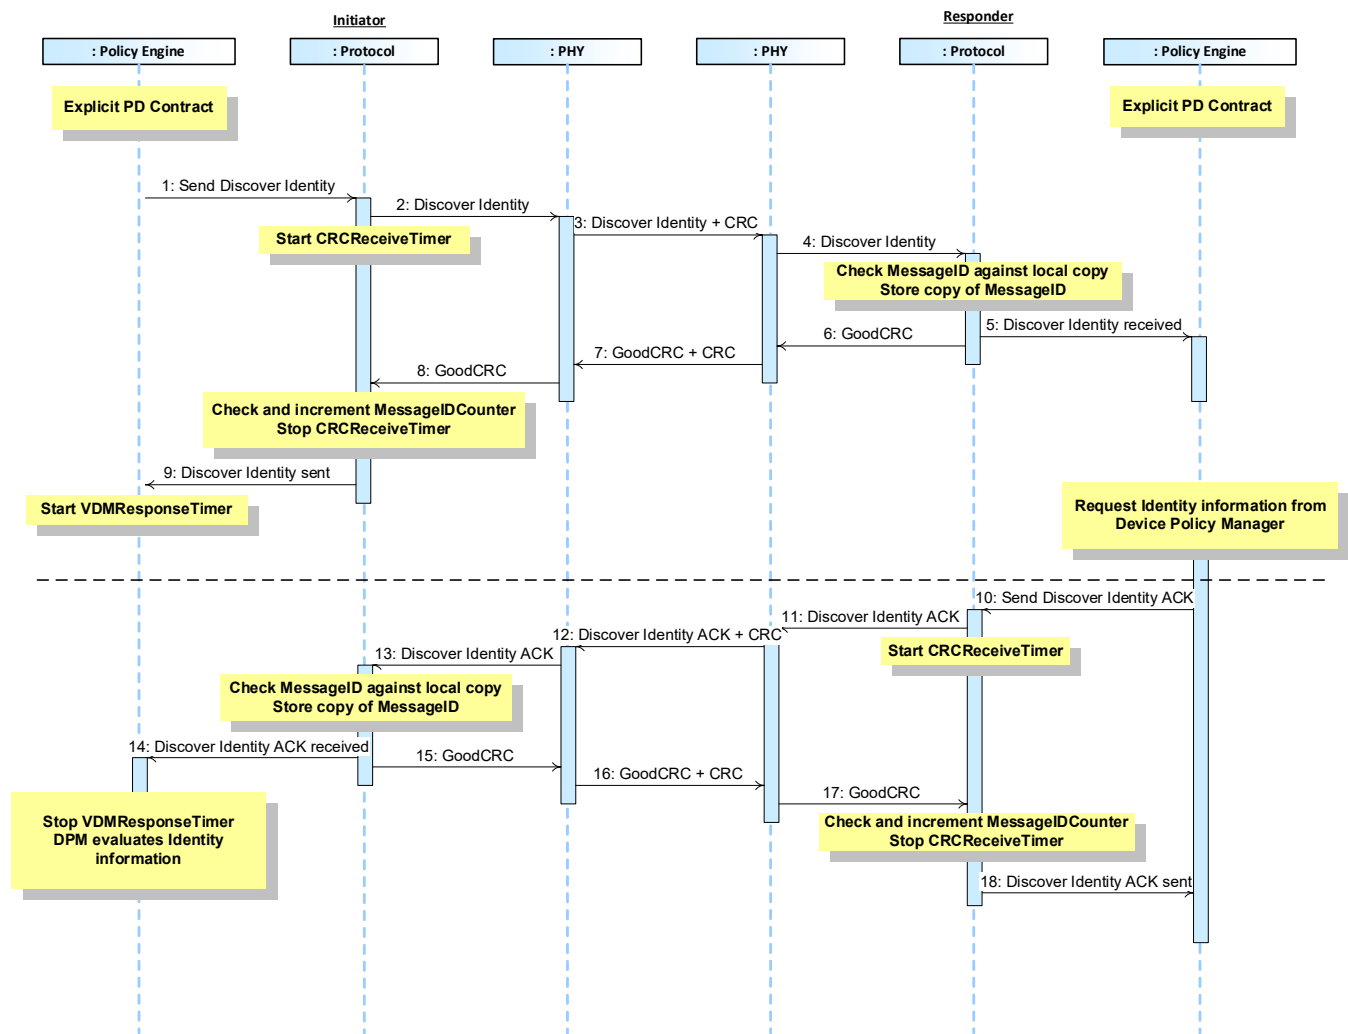 Initiator
Responder
: Policy Engine
: Protocol
: PHY
: PHY
: Protocol
: Policy Engine
Explicit PD Contract
Explicit PD Contract
1: Send Discover Identity
2: Discover Identity
3: Discover Identity + CRC
Start CRCReceiveTimer
4: Discover Identity
Check MessageID against local copy
Store copy of MessageID
5: Discover Identity received
6: GoodCRC
7: GoodCRC + CRC
8: GoodCRC
Check and increment MessageIDCounter
Stop CRCReceiveTimer
9: Discover Identity sent
Start VDMResponseTimer
Request Identity information from
Device Policy Manager
10: Send Discover Identity ACK
11: Discover Identity ACK
12: Discover Identity ACK + CRC
Start CRCReceiveTimer
13: Discover Identity ACK
Check MessageID against local copy
Store copy of MessageID
14: Discover Identity ACK received
15: GoodCRC
16: GoodCRC + CRC
17: GoodCRC
Stop VDMResponseTimer
DPM evaluates Identity
information
Check and increment MessageIDCounter
Stop CRCReceiveTimer
18: Discover Identity ACK sent